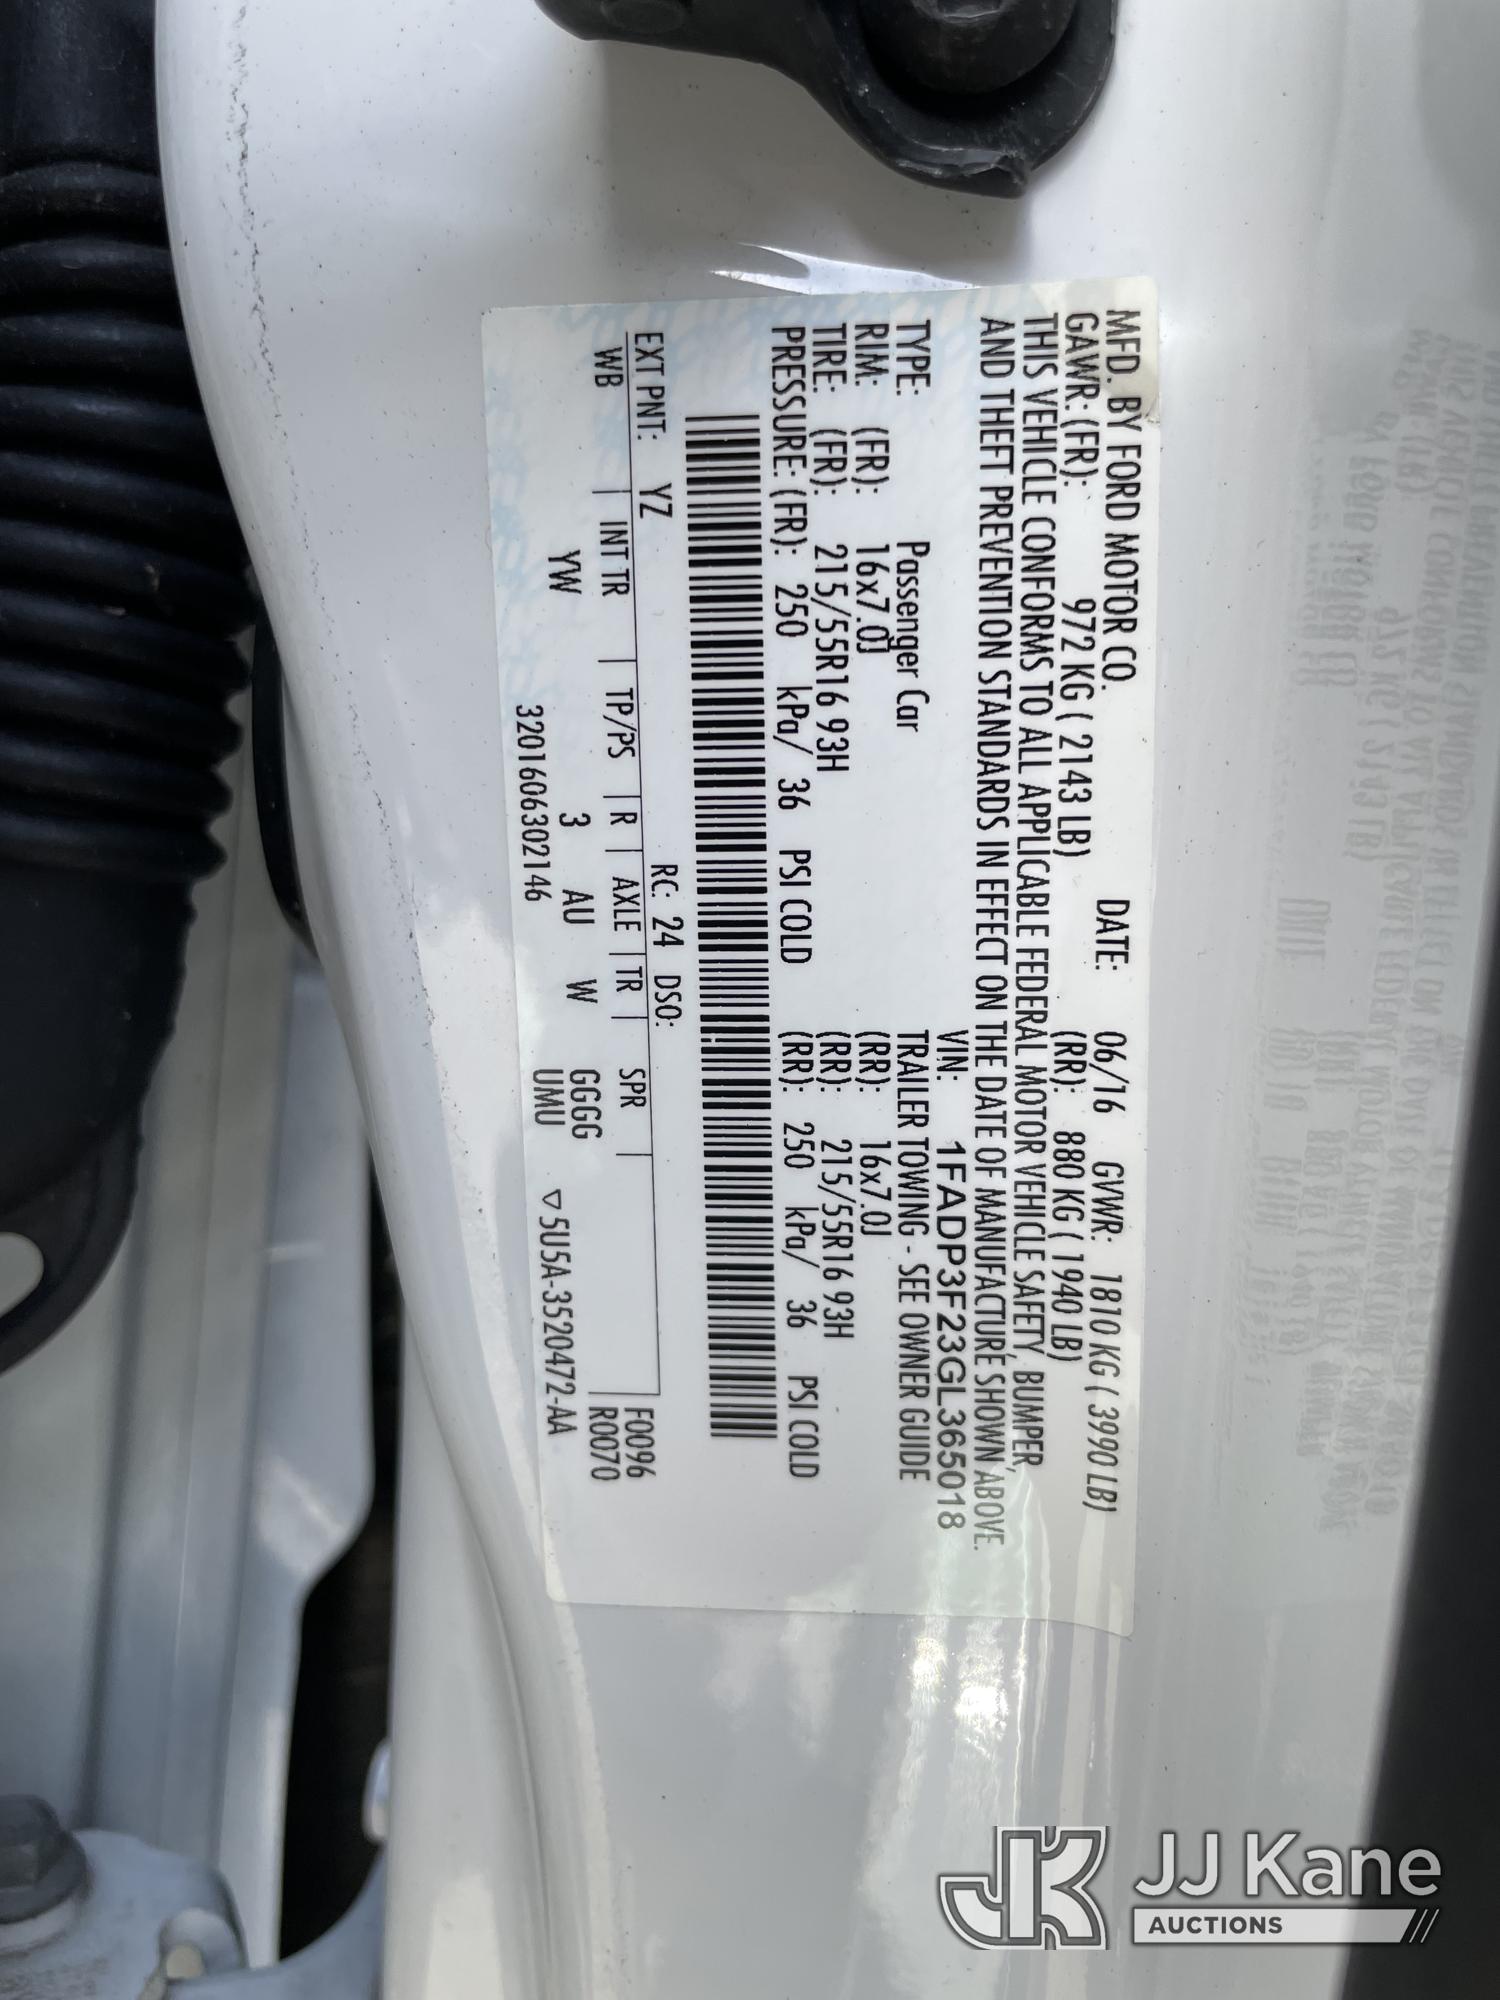 MFD. BY FORD MOTOR CO.
DATE: 06/16 GVWR: 1810 KG ( 3990 LB)
GAWR: (FR): 972 KG ( 2143 LB) (RR): 880 KG ( 1940 LB)
THIS VEHICLE CONFORMS TO ALL APPLICABLE FEDERAL MOTOR VEHICLE SAFETY, BUMPER,
AND THEFT PREVENTION STANDARDS IN EFFECT ON THE DATE OF MANUFACTURE SHOWN ABOVE.
VIN: 1FADP3F23GL365018
TYPE: Passenger Car TRAILER TOWING - SEE OWNER GUIDE
RIM: (FR): 16x7.0J (RR): 16x7.0J
TIRE: (FR): 215/55R16 93H (RR): 215/55R16 93H
PRESSURE: (FR): 250 kPa/ 36 PSI COLD (RR): 250 kPa/ 36 PSI COLD
EXT PNT: YZ RC: 24 DSO:
WB INT TR TP/PS R AXLE TR SPR F0096
YW 3 AU W GGGG R0070
320160630 2146 UMU ▽5U5A-3520472-AA
JK JJ Kane
AUCTIONS